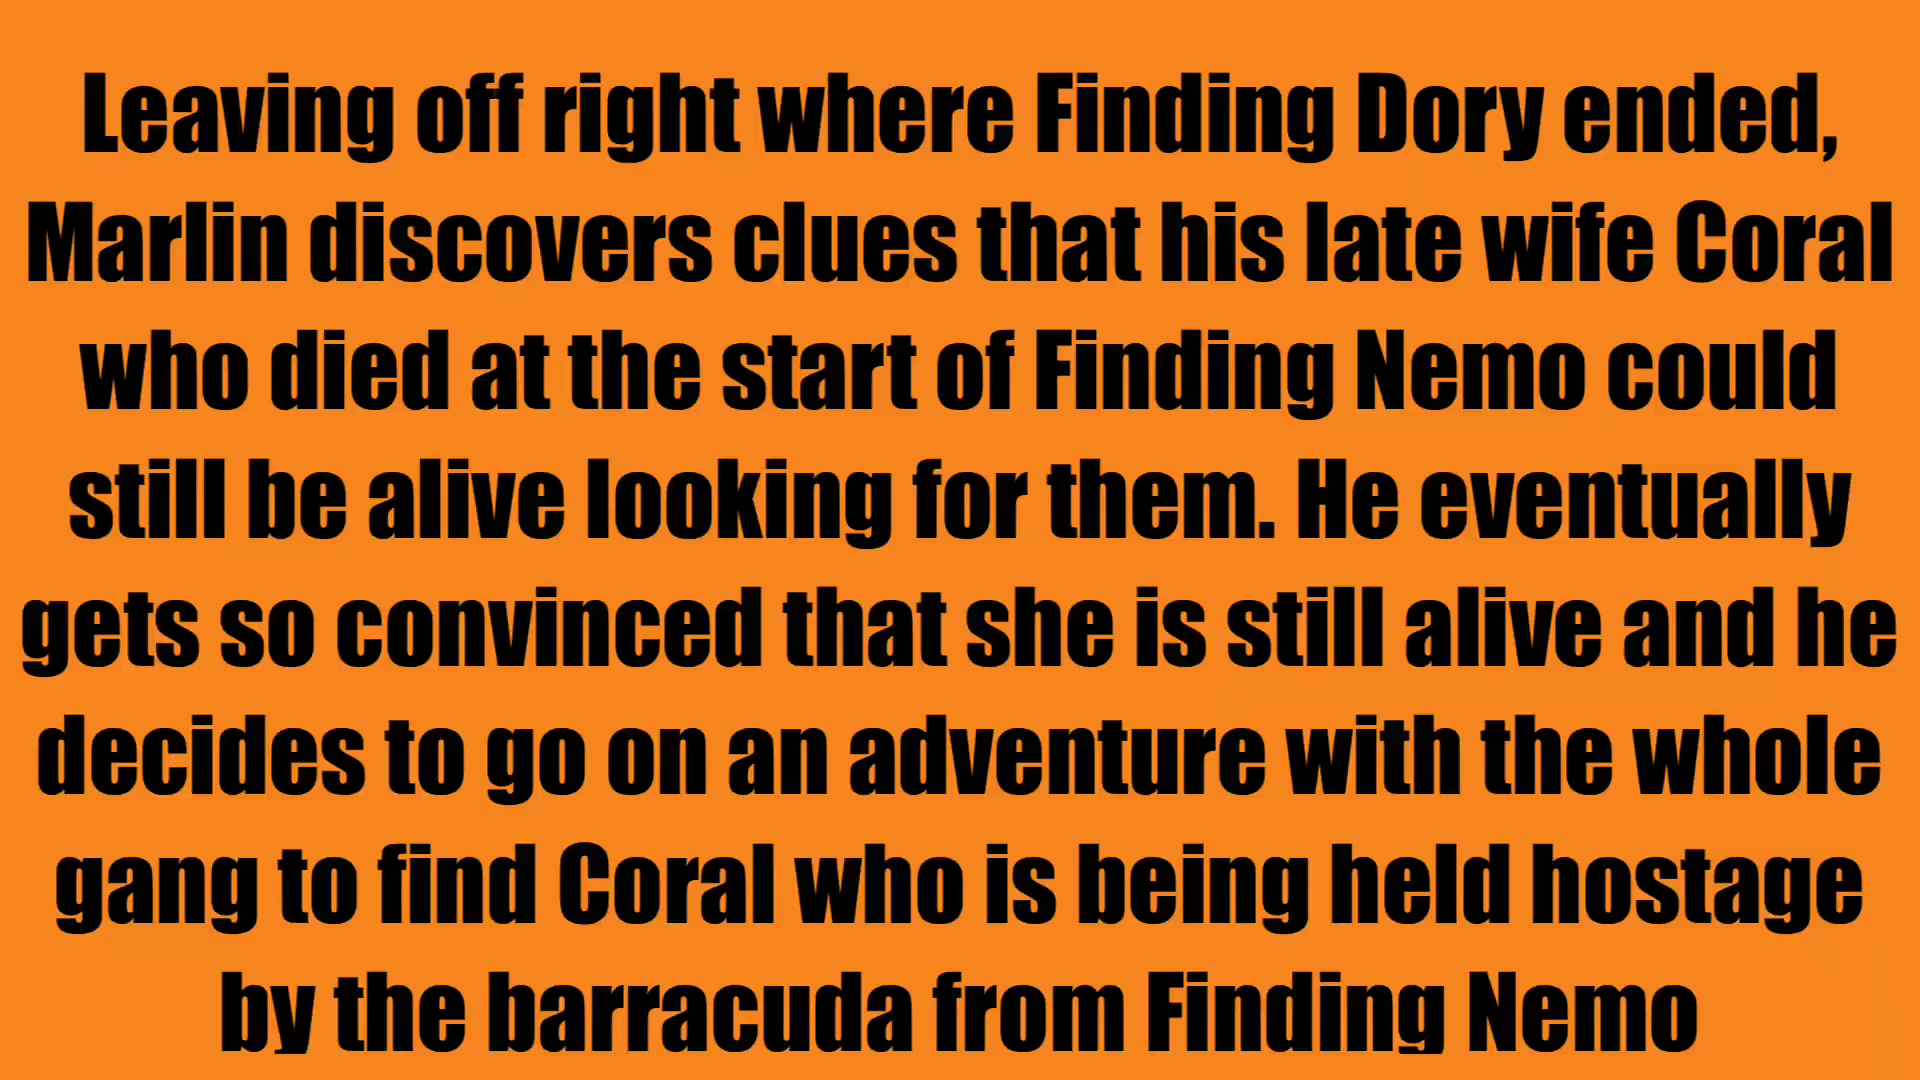 Leaving off right where Finding Dory ended,
Marlin discovers clues that his late wife Coral
who died at the start of Finding Nemo could
still be alive looking for them. He eventually
gets so convinced that she is still alive and he
decides to go on an adventure with the whole
gang to find Coral who is being held hostage
by the barracuda from Finding Nemo